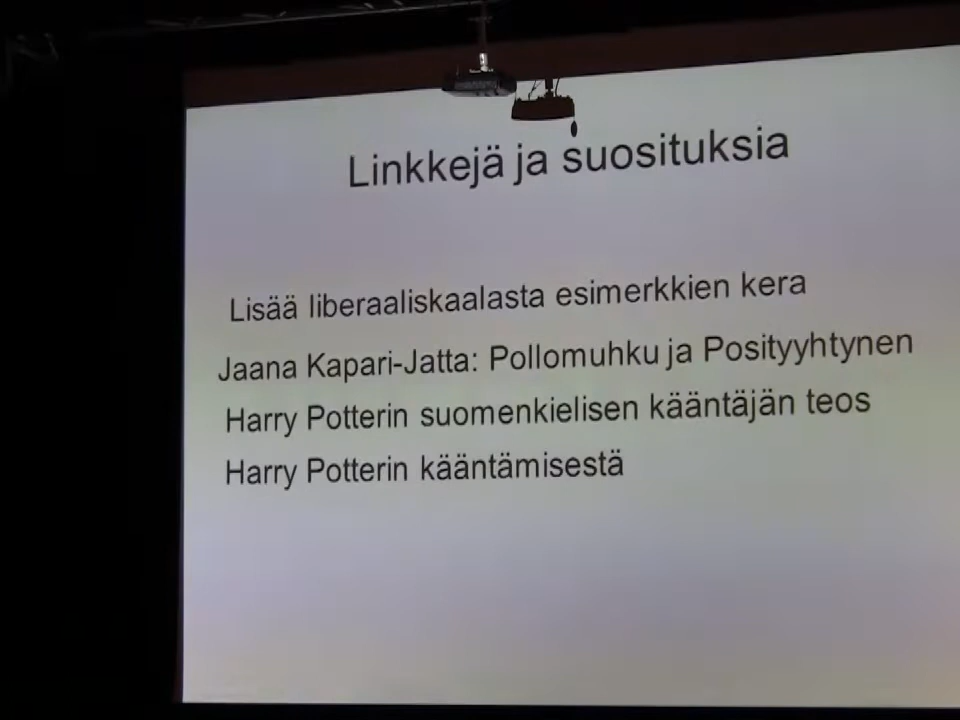 Linkkejä ja suosituksia
Lisää liberaaliskaalasta esimerkkien kera
Jaana Kapari-Jatta: Pollomuhku ja Posityyhtynen
Harry Potterin suomenkielisen kääntäjän teos
Harry Potterin kääntämisestä